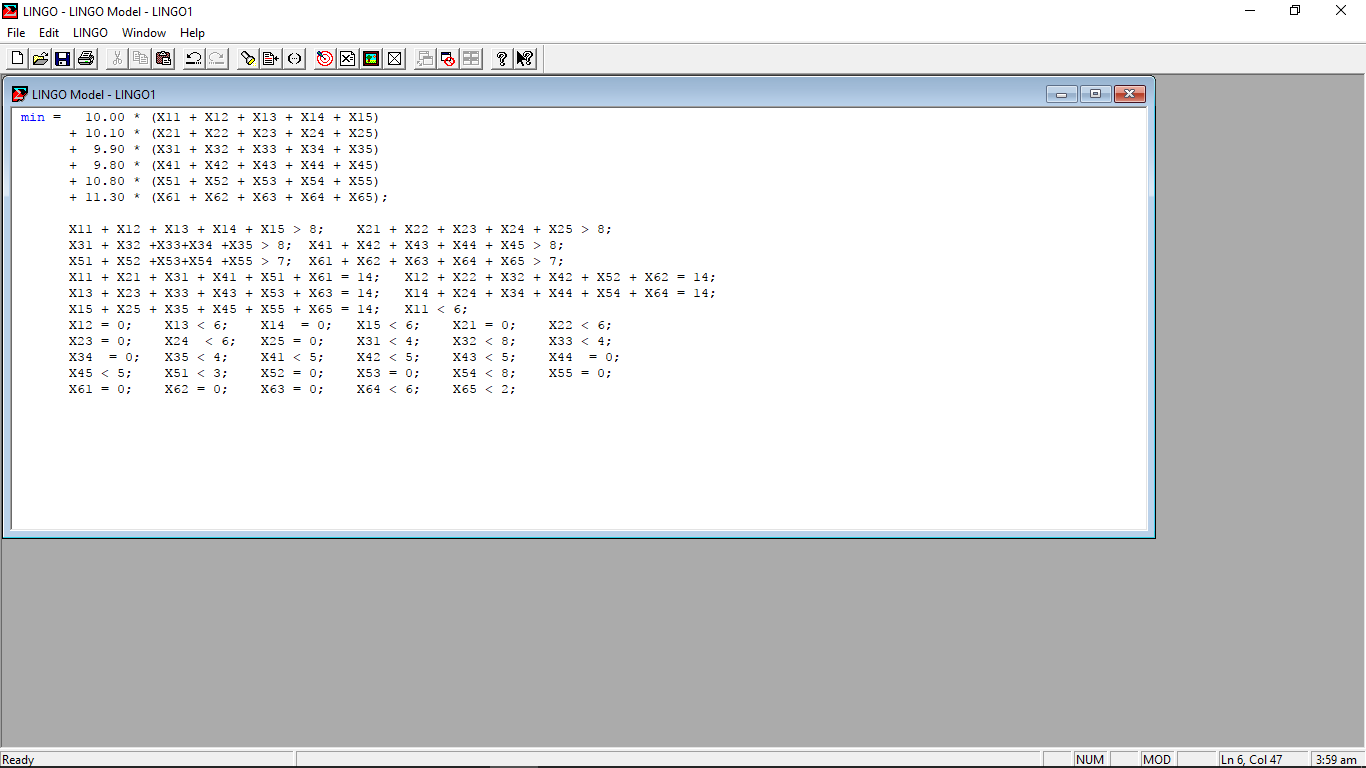 LINGO - LINGO Model - LINGO1
File Edit LINGO Window Help
LINGO Model - LINGO1
min =   10.00 * (X11 + X12 + X13 + X14 + X15)
      + 10.10 * (X21 + X22 + X23 + X24 + X25)
      +  9.90 * (X31 + X32 + X33 + X34 + X35)
      +  9.80 * (X41 + X42 + X43 + X44 + X45)
      + 10.80 * (X51 + X52 + X53 + X54 + X55)
      + 11.30 * (X61 + X62 + X63 + X64 + X65);
      X11 + X12 + X13 + X14 + X15 > 8;    X21 + X22 + X23 + X24 + X25 > 8;
      X31 + X32 +X33+X34 +X35 > 8;  X41 + X42 + X43 + X44 + X45 > 8;
      X51 + X52 +X53+X54 +X55 > 7;  X61 + X62 + X63 + X64 + X65 > 7;
      X11 + X21 + X31 + X41 + X51 + X61 = 14;   X12 + X22 + X32 + X42 + X52 + X62 = 14;
      X13 + X23 + X33 + X43 + X53 + X63 = 14;   X14 + X24 + X34 + X44 + X54 + X64 = 14;
      X15 + X25 + X35 + X45 + X55 + X65 = 14;   X11 < 6;
      X12 = 0;    X13 < 6;    X14  = 0;   X15 < 6;    X21 = 0;    X22 < 6;
      X23 = 0;    X24  < 6;   X25 = 0;    X31 < 4;    X32 < 8;    X33 < 4;
      X34  = 0;   X35 < 4;    X41 < 5;    X42 < 5;    X43 < 5;    X44  = 0;
      X45 < 5;    X51 < 3;    X52 = 0;    X53 = 0;    X54 < 8;    X55 = 0;
      X61 = 0;    X62 = 0;    X63 = 0;    X64 < 6;    X65 < 2;
Ready NUM MOD Ln 6, Col 47 3:59 am